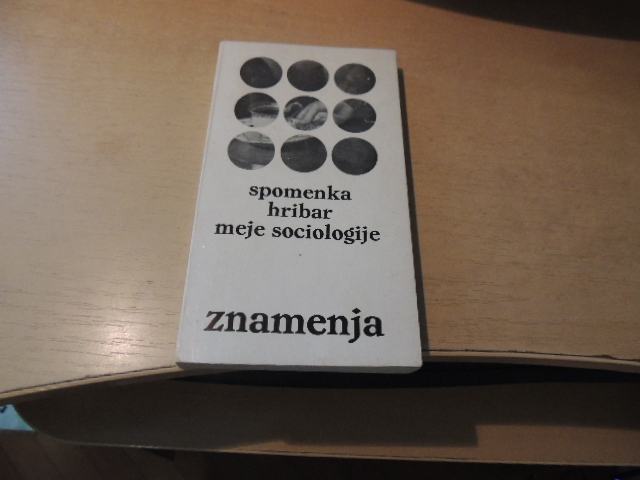 spomenka
hribar
meje sociologije
znamenja